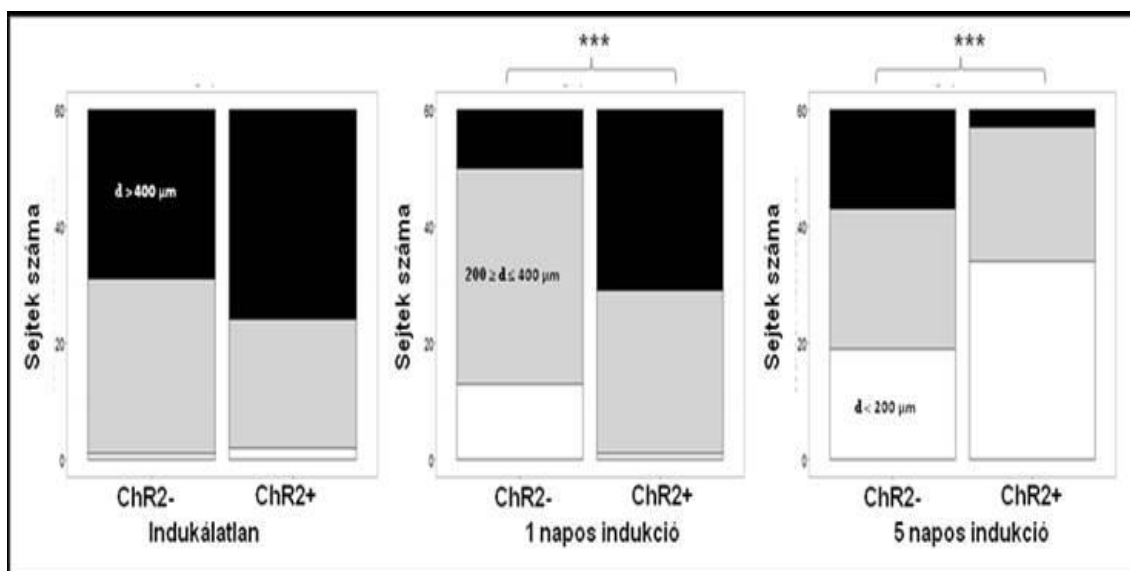 *** ***
Sejtek száma
60
40
20
0
d > 400 µm
ChR2- ChR2+
Indukálatlan
Sejtek száma
60
40
20
0
200 ≥ d ≤ 400 µm
ChR2- ChR2+
1 napos indukció
Sejtek száma
60
40
20
0
d < 200 µm
ChR2- ChR2+
5 napos indukció